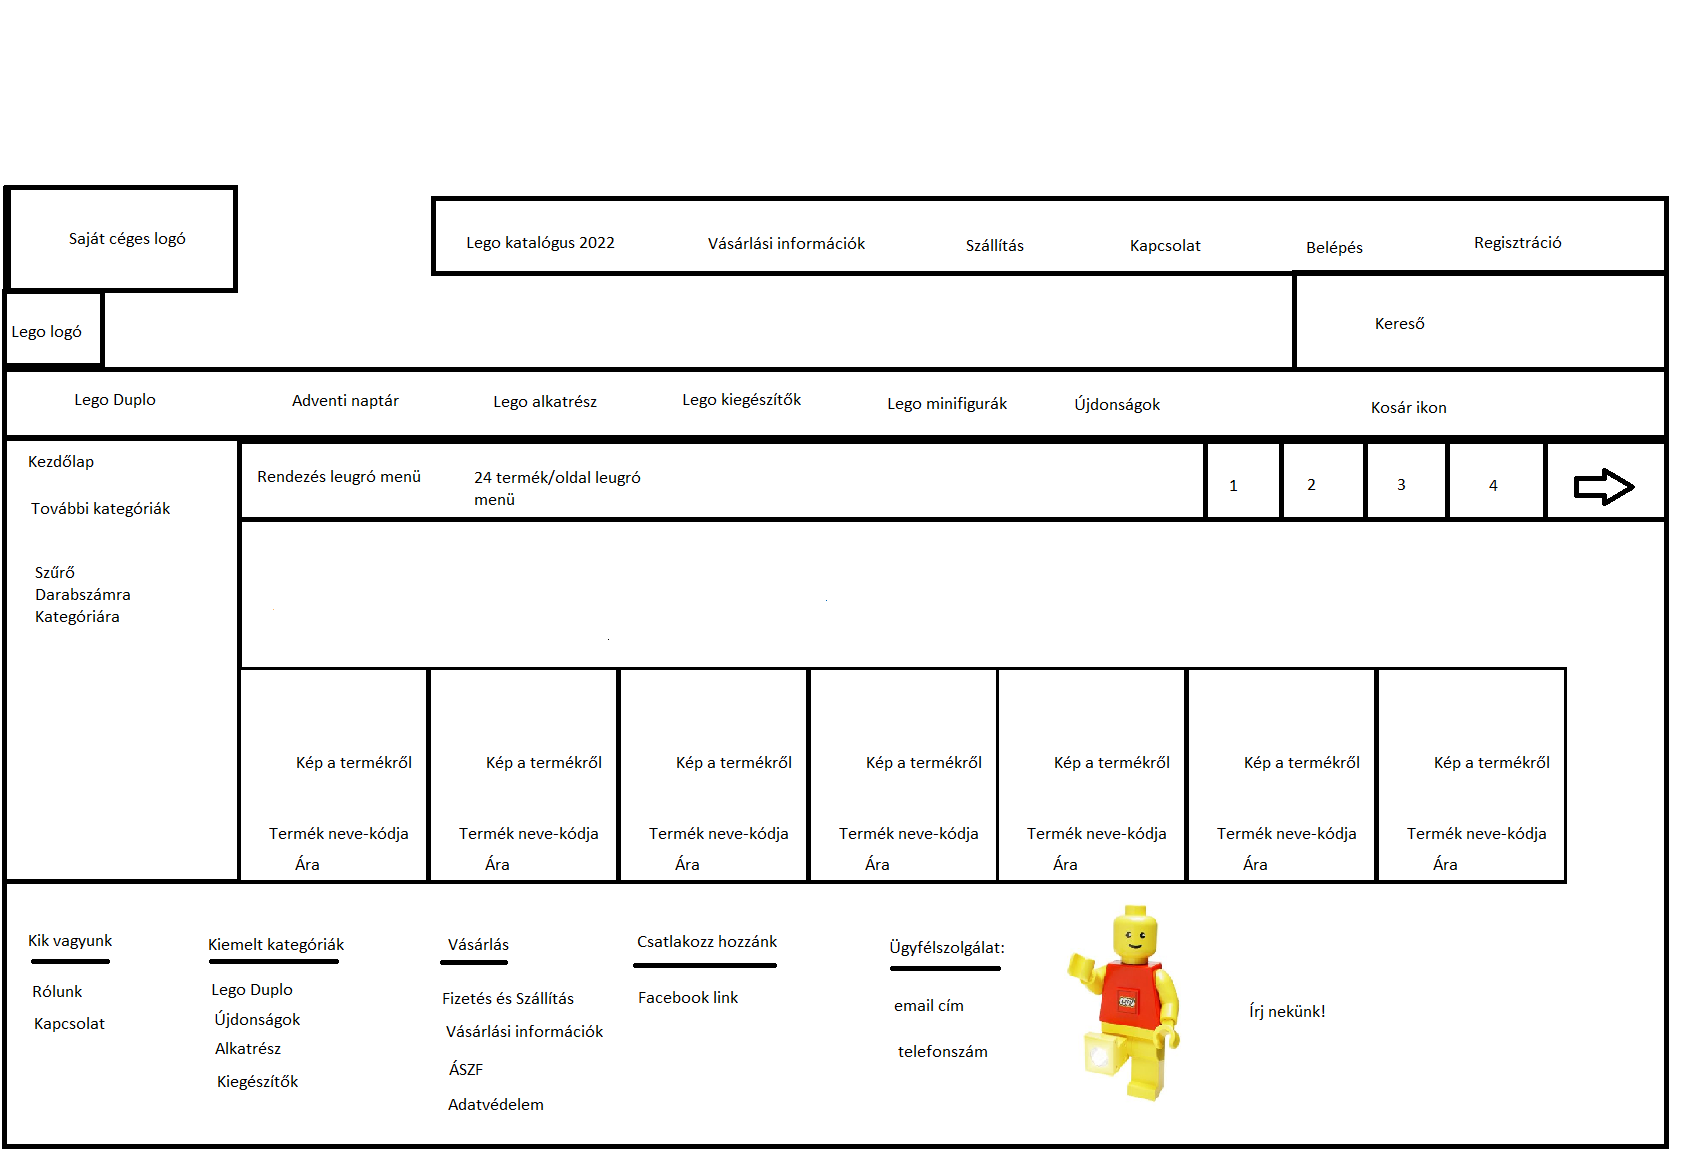 Saját céges logó
Lego katalógus 2022
Vásárlási információk
Szállítás
Kapcsolat
Belépés
Regisztráció
Lego logó
Kereső
Lego Duplo
Adventi naptár
Lego alkatrész
Lego kiegészítők
Lego minifigurák
Újdonságok
Kosár ikon
Kezdőlap
További kategóriák
Szűrő
Darabszámra
Kategóriára
Rendezés leugró menü
24 termék/oldal leugró
menü
1
2
3
4
Kép a termékről
Termék neve-kódja
Ára
Kép a termékről
Termék neve-kódja
Ára
Kép a termékről
Termék neve-kódja
Ára
Kép a termékről
Termék neve-kódja
Ára
Kép a termékről
Termék neve-kódja
Ára
Kép a termékről
Termék neve-kódja
Ára
Kép a termékről
Termék neve-kódja
Ára
Kik vagyunk
Rólunk
Kapcsolat
Kiemelt kategóriák
Lego Duplo
Újdonságok
Alkatrész
Kiegészítők
Vásárlás
Fizetés és Szállítás
Vásárlási információk
ÁSZF
Adatvédelem
Csatlakozz hozzánk
Facebook link
Ügyfélszolgálat:
email cím
telefonszám
LEGO
Írj nekünk!